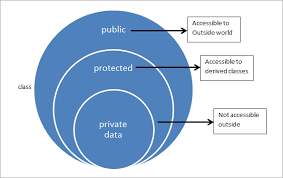 public
Accessible to
Outside world
protected
Accessible to
derived classes
class
private
data
Not accessible
outside